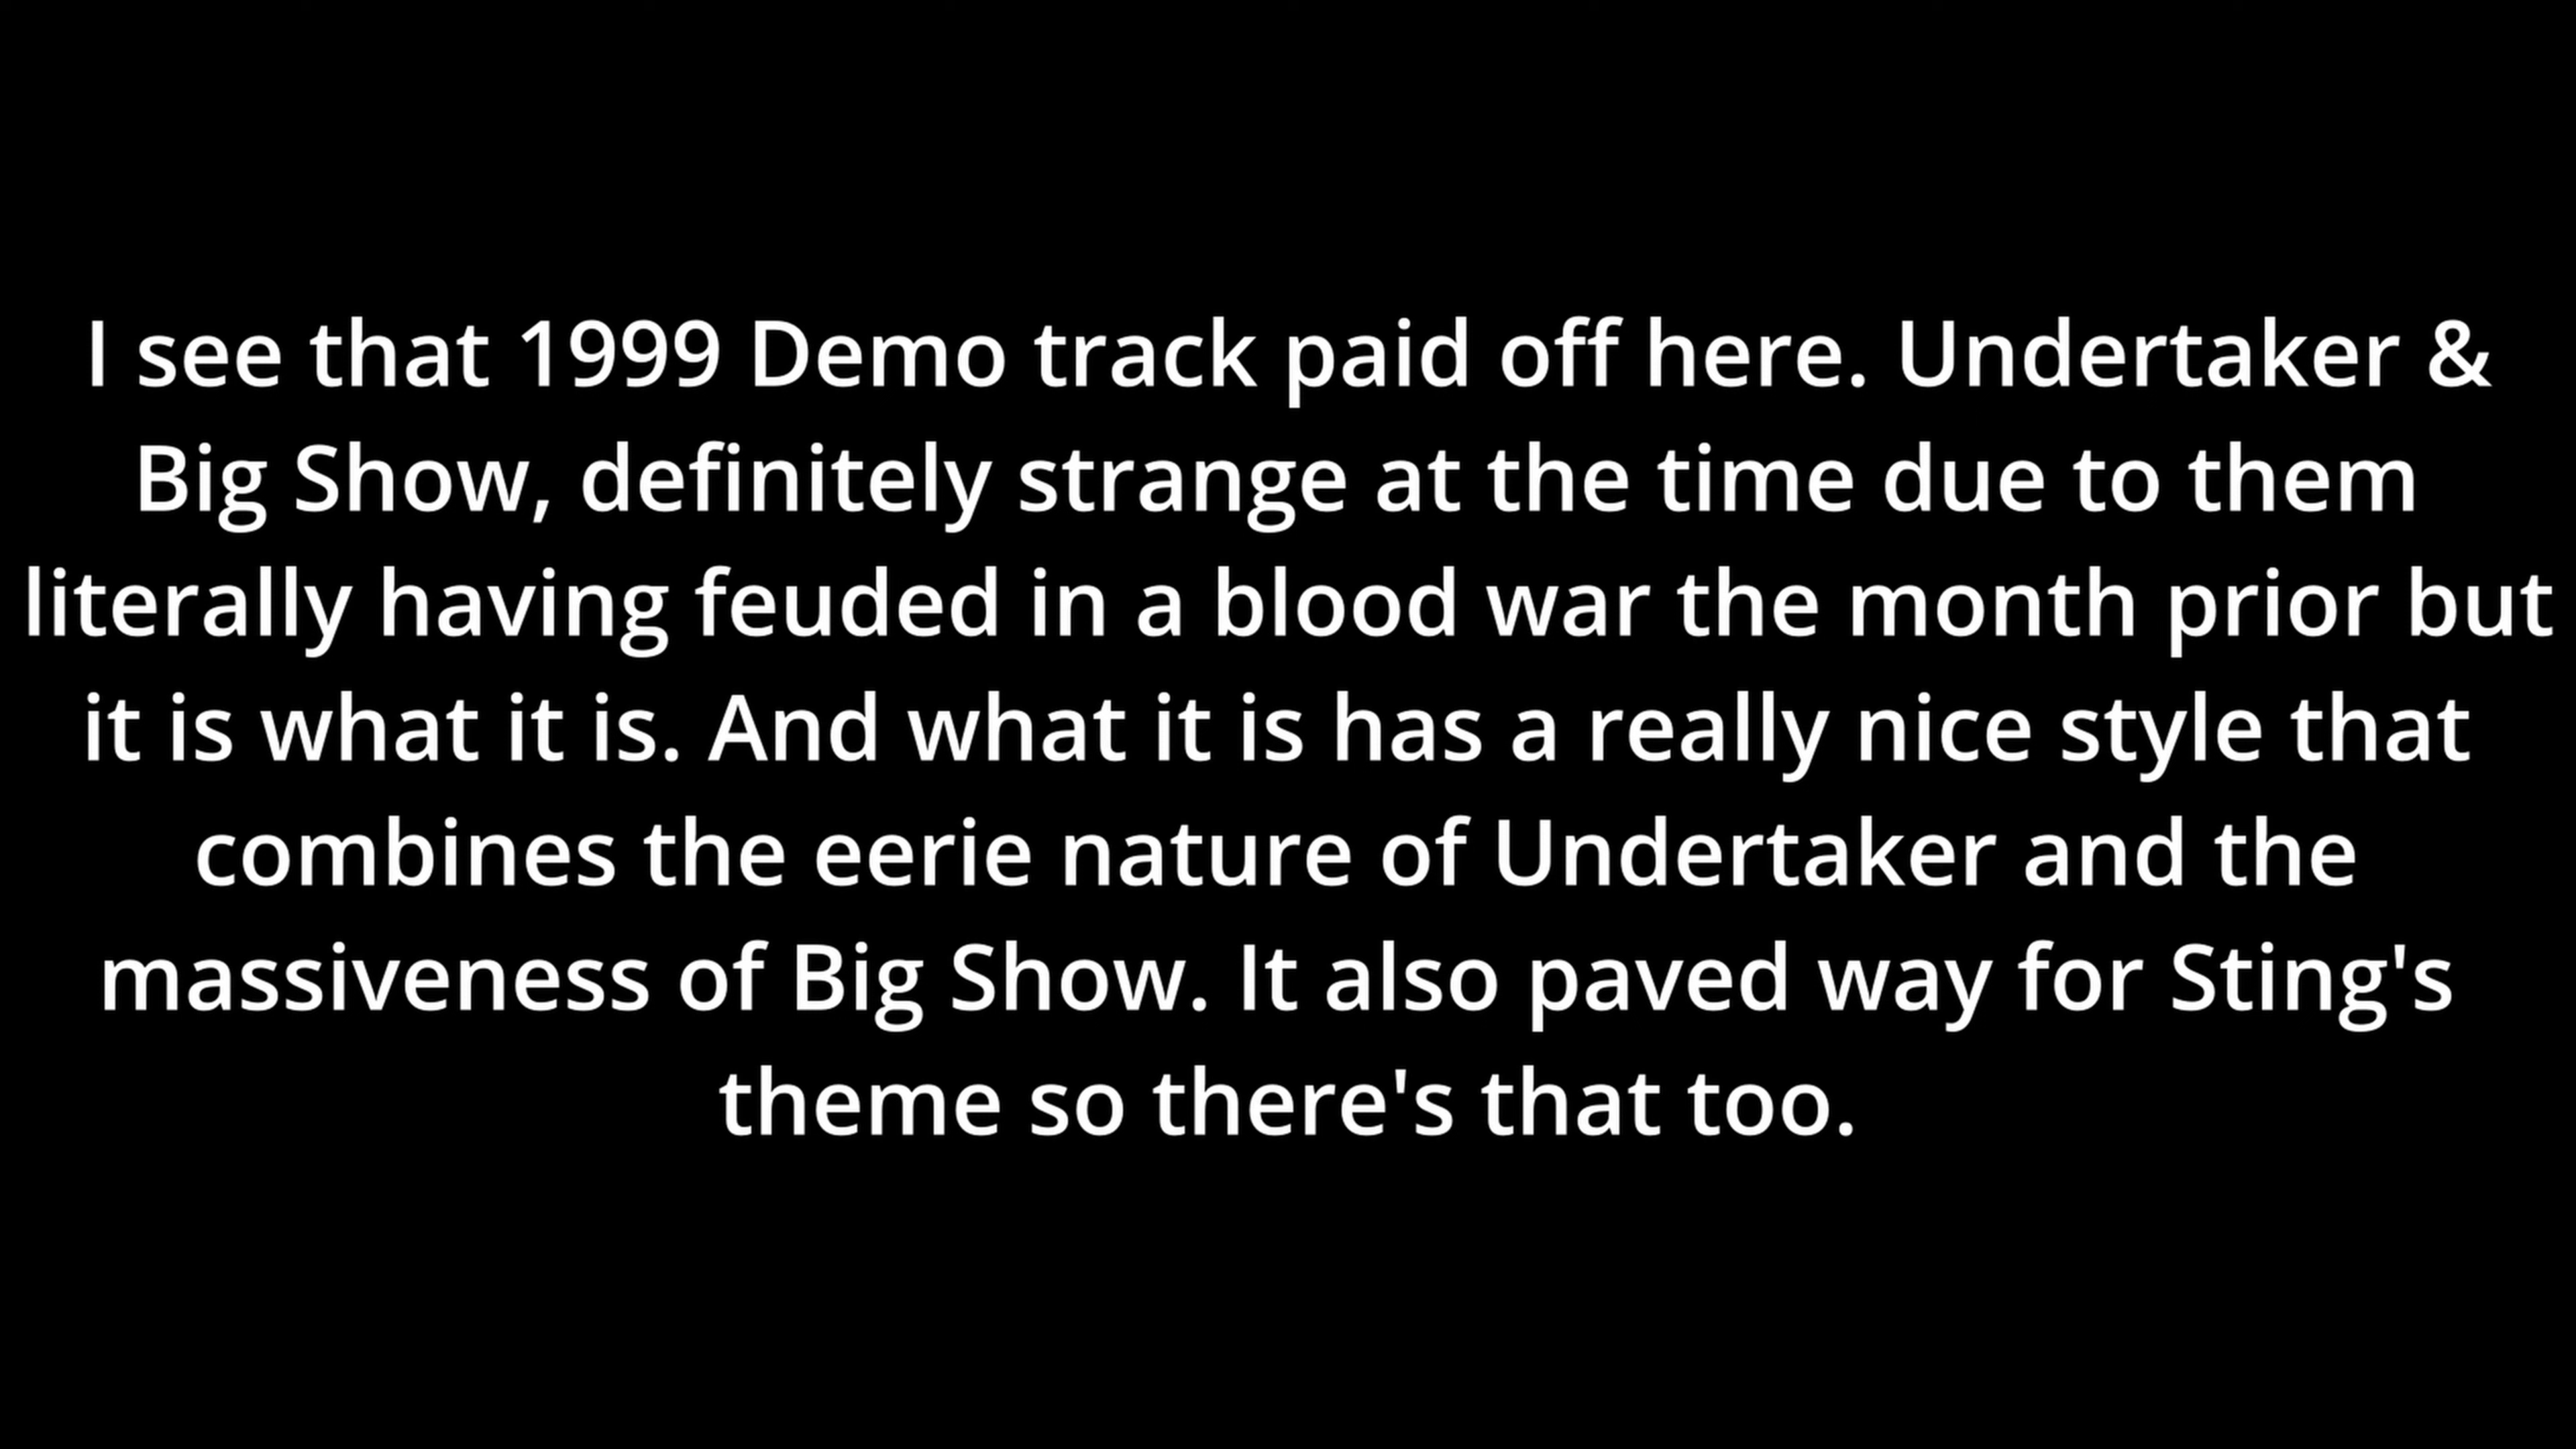 I see that 1999 Demo track paid off here. Undertaker &
Big Show, definitely strange at the time due to them
literally having feuded in a blood war the month prior but
it is what it is. And what it is has a really nice style that
combines the eerie nature of Undertaker and the
massiveness of Big Show. It also paved way for Sting's
theme so there's that too.